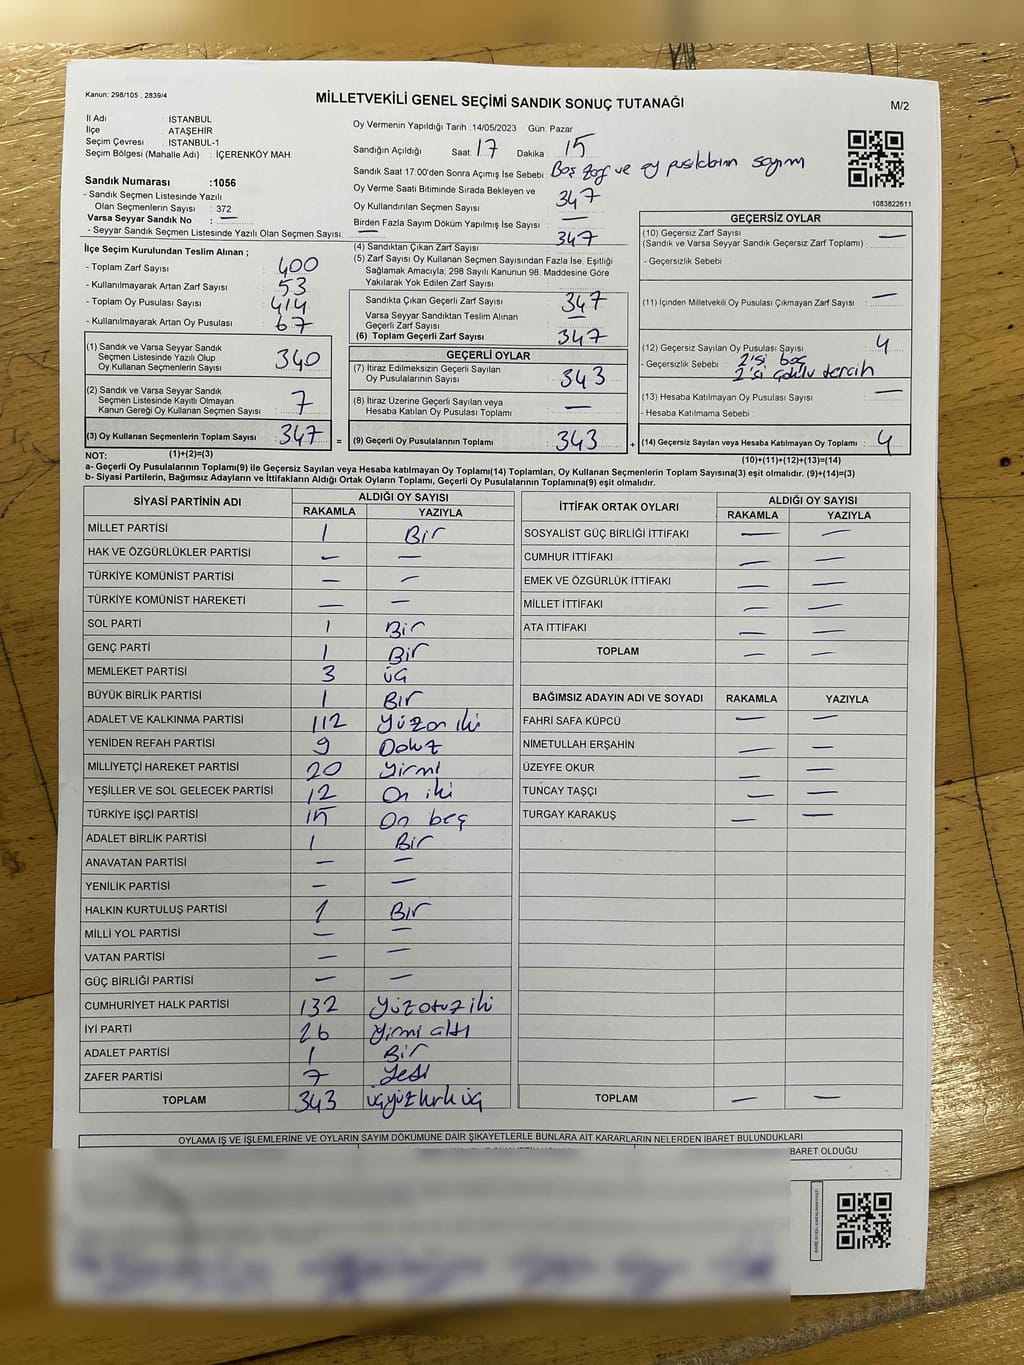 Kanun: 298/105 , 2839/4
MİLLETVEKİLİ GENEL SEÇİMİ SANDIK SONUÇ TUTANAĞI
M/2
İl Adı : İSTANBUL
İlçe : ATAŞEHİR
Seçim Çevresi : İSTANBUL-1
Seçim Bölgesi (Mahalle Adı) : İÇERENKÖY MAH.
Sandık Numarası :1056
- Sandık Seçmen Listesinde Yazılı
Olan Seçmenlerin Sayısı : 372
Varsa Seyyar Sandık No : —
- Seyyar Sandık Seçmen Listesinde Yazılı Olan Seçmen Sayısı: —
Oy Vermenin Yapıldığı Tarih :14/05/2023 Gün: Pazar
Sandığın Açıldığı Saat: 17 Dakika: 15
Sandık Saat 17:00'den Sonra Açımış İse Sebebi : Boş zarf ve oy pusulalarının sayımı
Oy Verme Saati Bitiminde Sırada Bekleyen ve
Oy Kullandırılan Seçmen Sayısı : 347
Birden Fazla Sayım Döküm Yapılmış İse Sayısı : —
1083822611
İlçe Seçim Kurulundan Teslim Alınan ;
- Toplam Zarf Sayısı : 400
- Kullanılmayarak Artan Zarf Sayısı : 53
- Toplam Oy Pusulası Sayısı : 414
- Kullanılmayarak Artan Oy Pusulası : 67
(1) Sandık ve Varsa Seyyar Sandık
Seçmen Listesinde Yazılı Olup
Oy Kullanan Seçmenlerin Sayısı : 340
(2) Sandık ve Varsa Seyyar Sandık
Seçmen Listesinde Kayıtlı Olmayan
Kanun Gereği Oy Kullanan Seçmen Sayısı : 7
(3) Oy Kullanan Seçmenlerin Toplam Sayısı : 347 =
(4) Sandıktan Çıkan Zarf Sayısı : 347
(5) Zarf Sayısı Oy Kullanan Seçmen Sayısından Fazla İse, Eşitliği
Sağlamak Amacıyla; 298 Sayılı Kanunun 98. Maddesine Göre
Yakılarak Yok Edilen Zarf Sayısı :
Sandıkta Çıkan Geçerli Zarf Sayısı : 347
Varsa Seyyar Sandıktan Teslim Alınan
Geçerli Zarf Sayısı : —
(6) Toplam Geçerli Zarf Sayısı : 347
GEÇERLİ OYLAR
(7) İtiraz Edilmeksizin Geçerli Sayılan
Oy Pusulalarının Sayısı : 343
(8) İtiraz Üzerine Geçerli Sayılan veya
Hesaba Katılan Oy Pusulası Toplamı : —
(9) Geçerli Oy Pusulalarının Toplamı : 343 +
GEÇERSİZ OYLAR
(10) Geçersiz Zarf Sayısı
(Sandık ve Varsa Seyyar Sandık Geçersiz Zarf Toplamı) : —
- Geçersizlik Sebebi :
(11) İçinden Milletvekili Oy Pusulası Çıkmayan Zarf Sayısı : —
(12) Geçersiz Sayılan Oy Pusulası Sayısı : 4
- Geçersizlik Sebebi : 2'si boş
2'si çoklu tercih
(13) Hesaba Katılmayan Oy Pusulası Sayısı : —
- Hesaba Katılmama Sebebi :
(14) Geçersiz Sayılan veya Hesaba Katılmayan Oy Toplamı : 4
NOT: (1)+(2)=(3) (10)+(11)+(12)+(13)=(14)
a- Geçerli Oy Pusulalarının Toplamı(9) ile Geçersiz Sayılan veya Hesaba katılmayan Oy Toplamı(14) Toplamları, Oy Kullanan Seçmenlerin Toplam Sayısına(3) eşit olmalıdır. (9)+(14)=(3)
b- Siyasi Partilerin, Bağımsız Adayların ve İttifakların Aldığı Ortak Oyların Toplamı, Geçerli Oy Pusulalarının Toplamına(9) eşit olmalıdır.
SİYASİ PARTİNİN ADI ALDIĞI OY SAYISI
RAKAMLA YAZIYLA
MİLLET PARTİSİ 1 Bir
HAK VE ÖZGÜRLÜKLER PARTİSİ — —
TÜRKİYE KOMÜNİST PARTİSİ — —
TÜRKİYE KOMÜNİST HAREKETİ — —
SOL PARTİ 1 Bir
GENÇ PARTİ 1 Bir
MEMLEKET PARTİSİ 3 üç
BÜYÜK BİRLİK PARTİSİ 1 Bir
ADALET VE KALKINMA PARTİSİ 112 Yüzon iki
YENİDEN REFAH PARTİSİ 9 Dokuz
MİLLİYETÇİ HAREKET PARTİSİ 20 Yirmi
YEŞİLLER VE SOL GELECEK PARTİSİ 12 On iki
TÜRKİYE İŞÇİ PARTİSİ 15 On beş
ADALET BİRLİK PARTİSİ 1 Bir
ANAVATAN PARTİSİ — —
YENİLİK PARTİSİ — —
HALKIN KURTULUŞ PARTİSİ 1 Bir
MİLLİ YOL PARTİSİ — —
VATAN PARTİSİ — —
GÜÇ BİRLİĞİ PARTİSİ — —
CUMHURİYET HALK PARTİSİ 132 Yüzotuz iki
İYİ PARTİ 26 Yirmi altı
ADALET PARTİSİ 1 Bir
ZAFER PARTİSİ 7 Yedi
TOPLAM 343 üçyüzkırk üç
İTTİFAK ORTAK OYLARI ALDIĞI OY SAYISI
RAKAMLA YAZIYLA
SOSYALİST GÜÇ BİRLİĞİ İTTİFAKI — —
CUMHUR İTTİFAKI — —
EMEK VE ÖZGÜRLÜK İTTİFAKI — —
MİLLET İTTİFAKI — —
ATA İTTİFAKI — —
TOPLAM — —
BAĞIMSIZ ADAYIN ADI VE SOYADI RAKAMLA YAZIYLA
FAHRİ SAFA KÜPCÜ — —
NİMETULLAH ERŞAHİN — —
ÜZEYFE OKUR — —
TUNCAY TAŞÇI — —
TURGAY KARAKUŞ — —
TOPLAM — —
OYLAMA İŞ VE İŞLEMLERİNE VE OYLARIN SAYIM DÖKÜMÜNE DAİR ŞİKAYETLERLE BUNLARA AİT KARARLARIN NELERDEN İBARET BULUNDUKLARI
BARET OLDUĞU